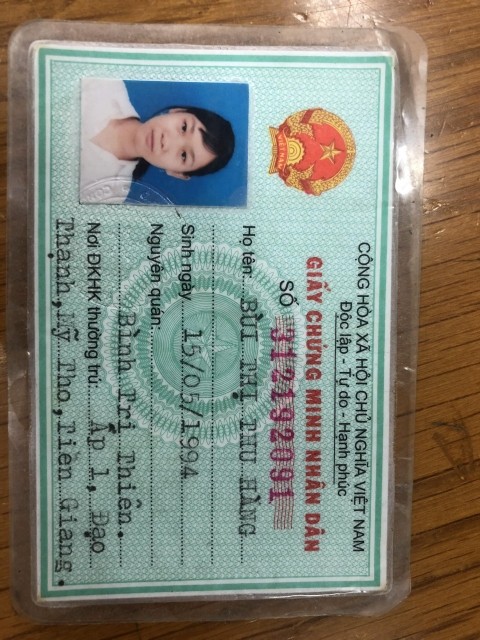 CỘNG HÒA XÃ HỘI CHỦ NGHĨA VIỆT NAM
Độc lập - Tự do - Hạnh phúc
GIẤY CHỨNG MINH NHÂN DÂN
SỐ
Họ tên: BÙI THỊ THU HẰNG
Sinh ngày 15/05/1994
Nguyên quán:
Bình Trị Thiên.
Nơi ĐKHK thường trú: Ấp 1, Đạo
Thạnh, Mỹ Tho, Tiền Giang.
VIỆT NAM